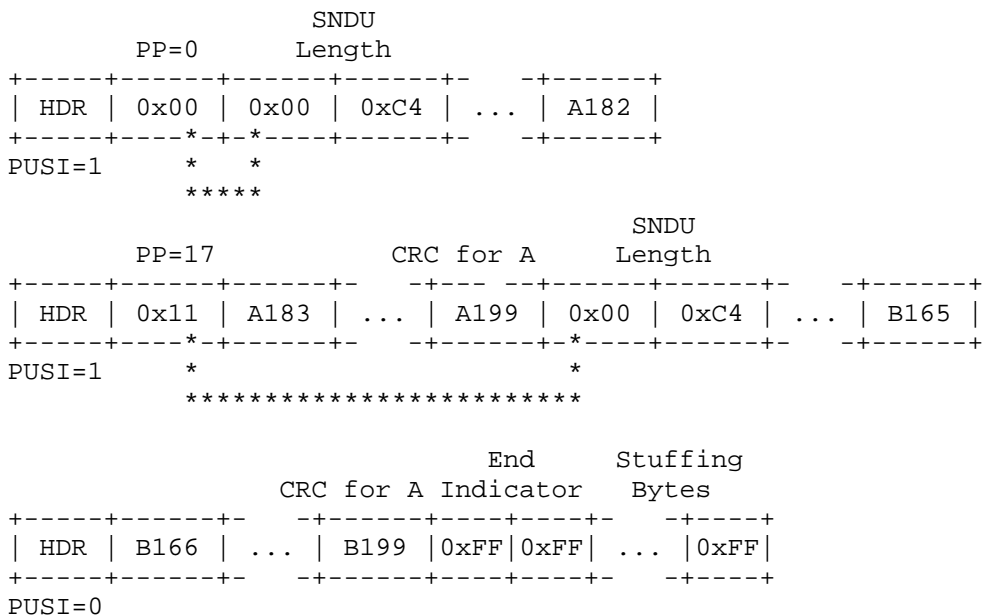 SNDU
        PP=0      Length
+-----+------+------+------+-   -+------+
| HDR | 0x00 | 0x00 | 0xC4 | ... | A182 |
+-----+----*-+-*----+------+-   -+------+
PUSI=1     *   *
           *****
                                       SNDU
        PP=17           CRC for A     Length
+-----+------+------+-   -+--- --+------+------+-   -+------+
| HDR | 0x11 | A183 | ... | A199 | 0x00 | 0xC4 | ... | B165 |
+-----+----*-+------+-   -+------+-*----+------+-   -+------+
PUSI=1     *                       *
           *************************
                              End     Stuffing
                 CRC for A Indicator   Bytes
+-----+------+-   -+------+----+----+-   -+----+
| HDR | B166 | ... | B199 |0xFF|0xFF| ... |0xFF|
+-----+------+-   -+------+----+----+-   -+----+
PUSI=0